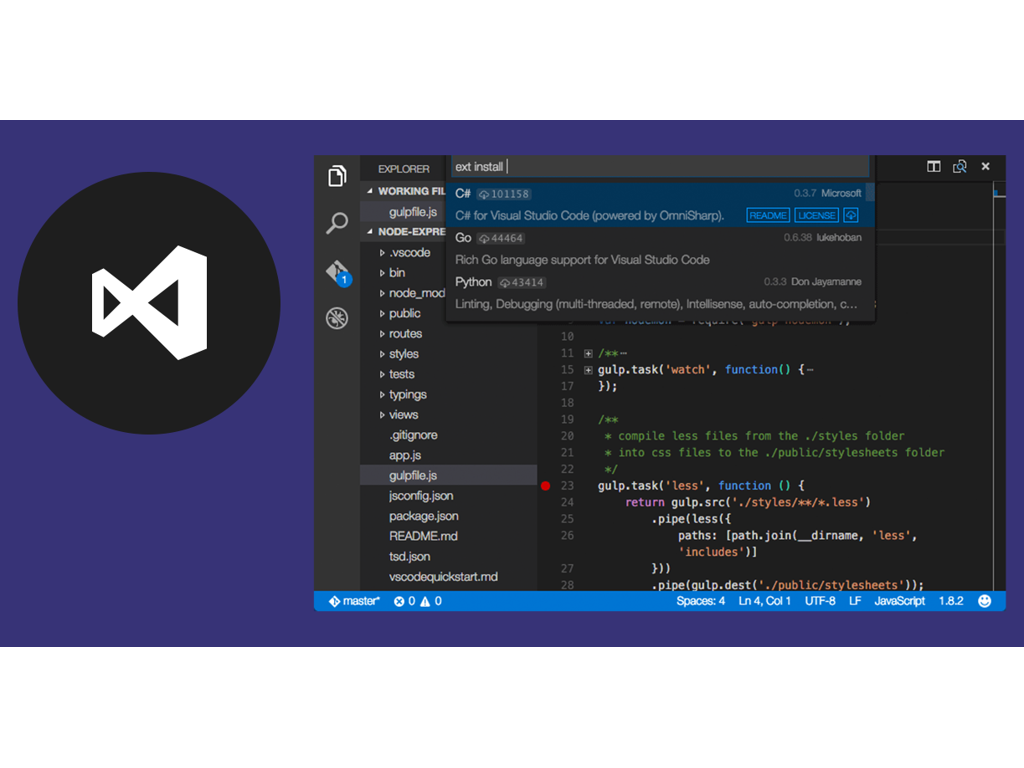 EXPLORER
WORKING FIL
gulpfile.js
NODE-EXPRE
.vscode
bin
node_mod
public
routes
styles
tests
typings
views
.gitignore
app.js
gulpfile.js
jsconfig.json
package.json
README.md
tsd.json
vscodequickstart.md
1
ext install
C# 101158 0.3.7 Microsoft
C# for Visual Studio Code (powered by OmniSharp). README LICENSE
Go 44464 0.6.38 lukehoban
Rich Go language support for Visual Studio Code
Python 43414 0.3.3 Don Jayamanne
Linting, Debugging (multi-threaded, remote), Intellisense, auto-completion, c...
10
11 /**
15 gulp.task('watch', function() {
17 });
18
19 /**
20 * compile less files from the ./styles folder
21 * into css files to the ./public/stylesheets folder
22 */
23 gulp.task('less', function () {
24 return gulp.src('./styles/**/*.less')
25 .pipe(less({
26 paths: [path.join(__dirname, 'less',
'includes')]
27 }))
28 .pipe(gulp.dest('./public/stylesheets'));
master* 0 0 Spaces: 4 Ln 4, Col 1 UTF-8 LF JavaScript 1.8.2